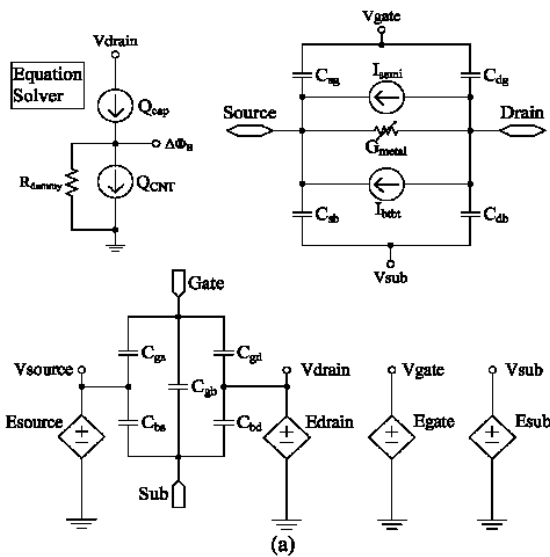 Vdrain
Equation
Solver
Qcap
ΔΦB
Rdummy
QCNT
Vgate
Csg
Isemi
Cdg
Source
Drain
Gmetal
Csb
Ibtbt
Cdb
Vsub
Gate
Vsource
Cgs
Cgd
Vdrain
Vgate
Vsub
Cgb
Esource
Cbs
Cbd
Edrain
Egate
Esub
Sub
(a)